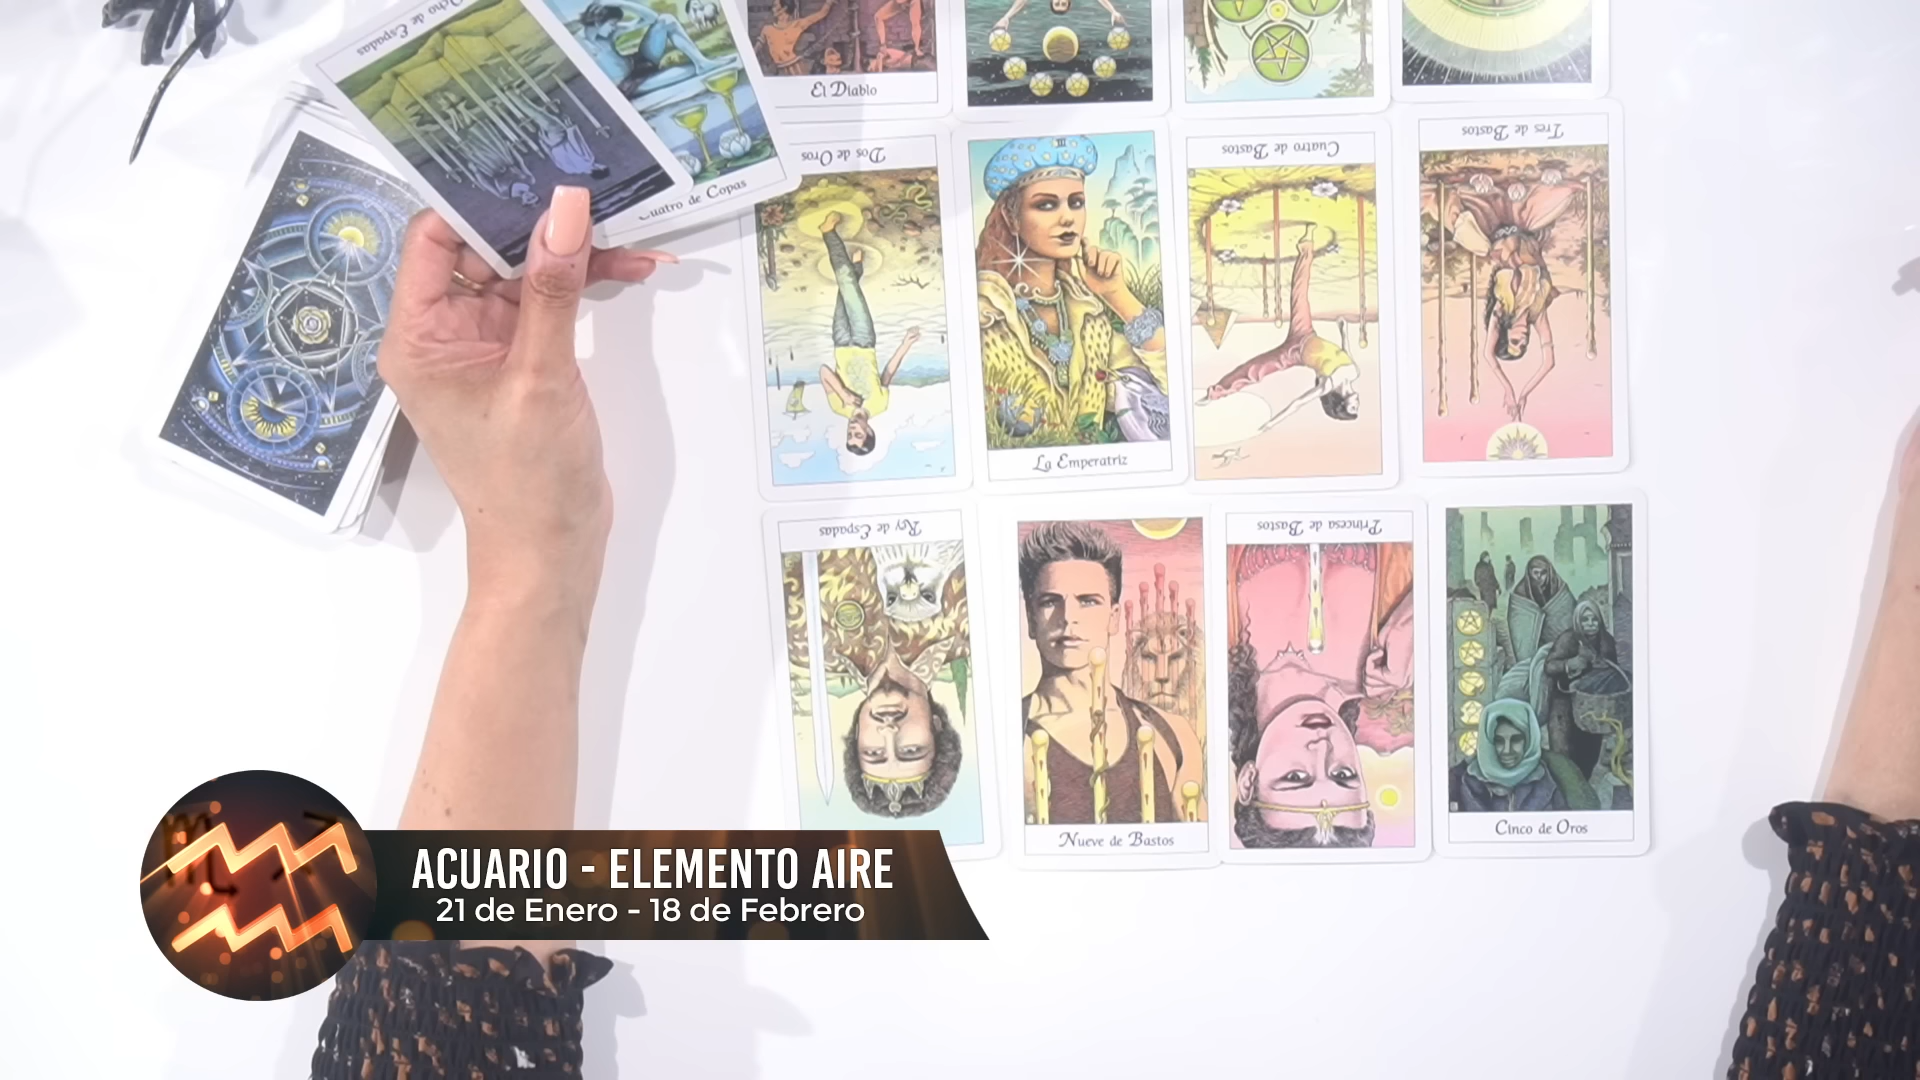 Ocho de Espadas
uatro de Copas
El Diablo
Dos de Oros
III
La Emperatriz
Cuatro de Bastos
Tres de Bastos
Rey de Espadas
Nueve de Bastos
Princesa de Bastos
Cinco de Oros
ACUARIO - ELEMENTO AIRE
21 de Enero - 18 de Febrero